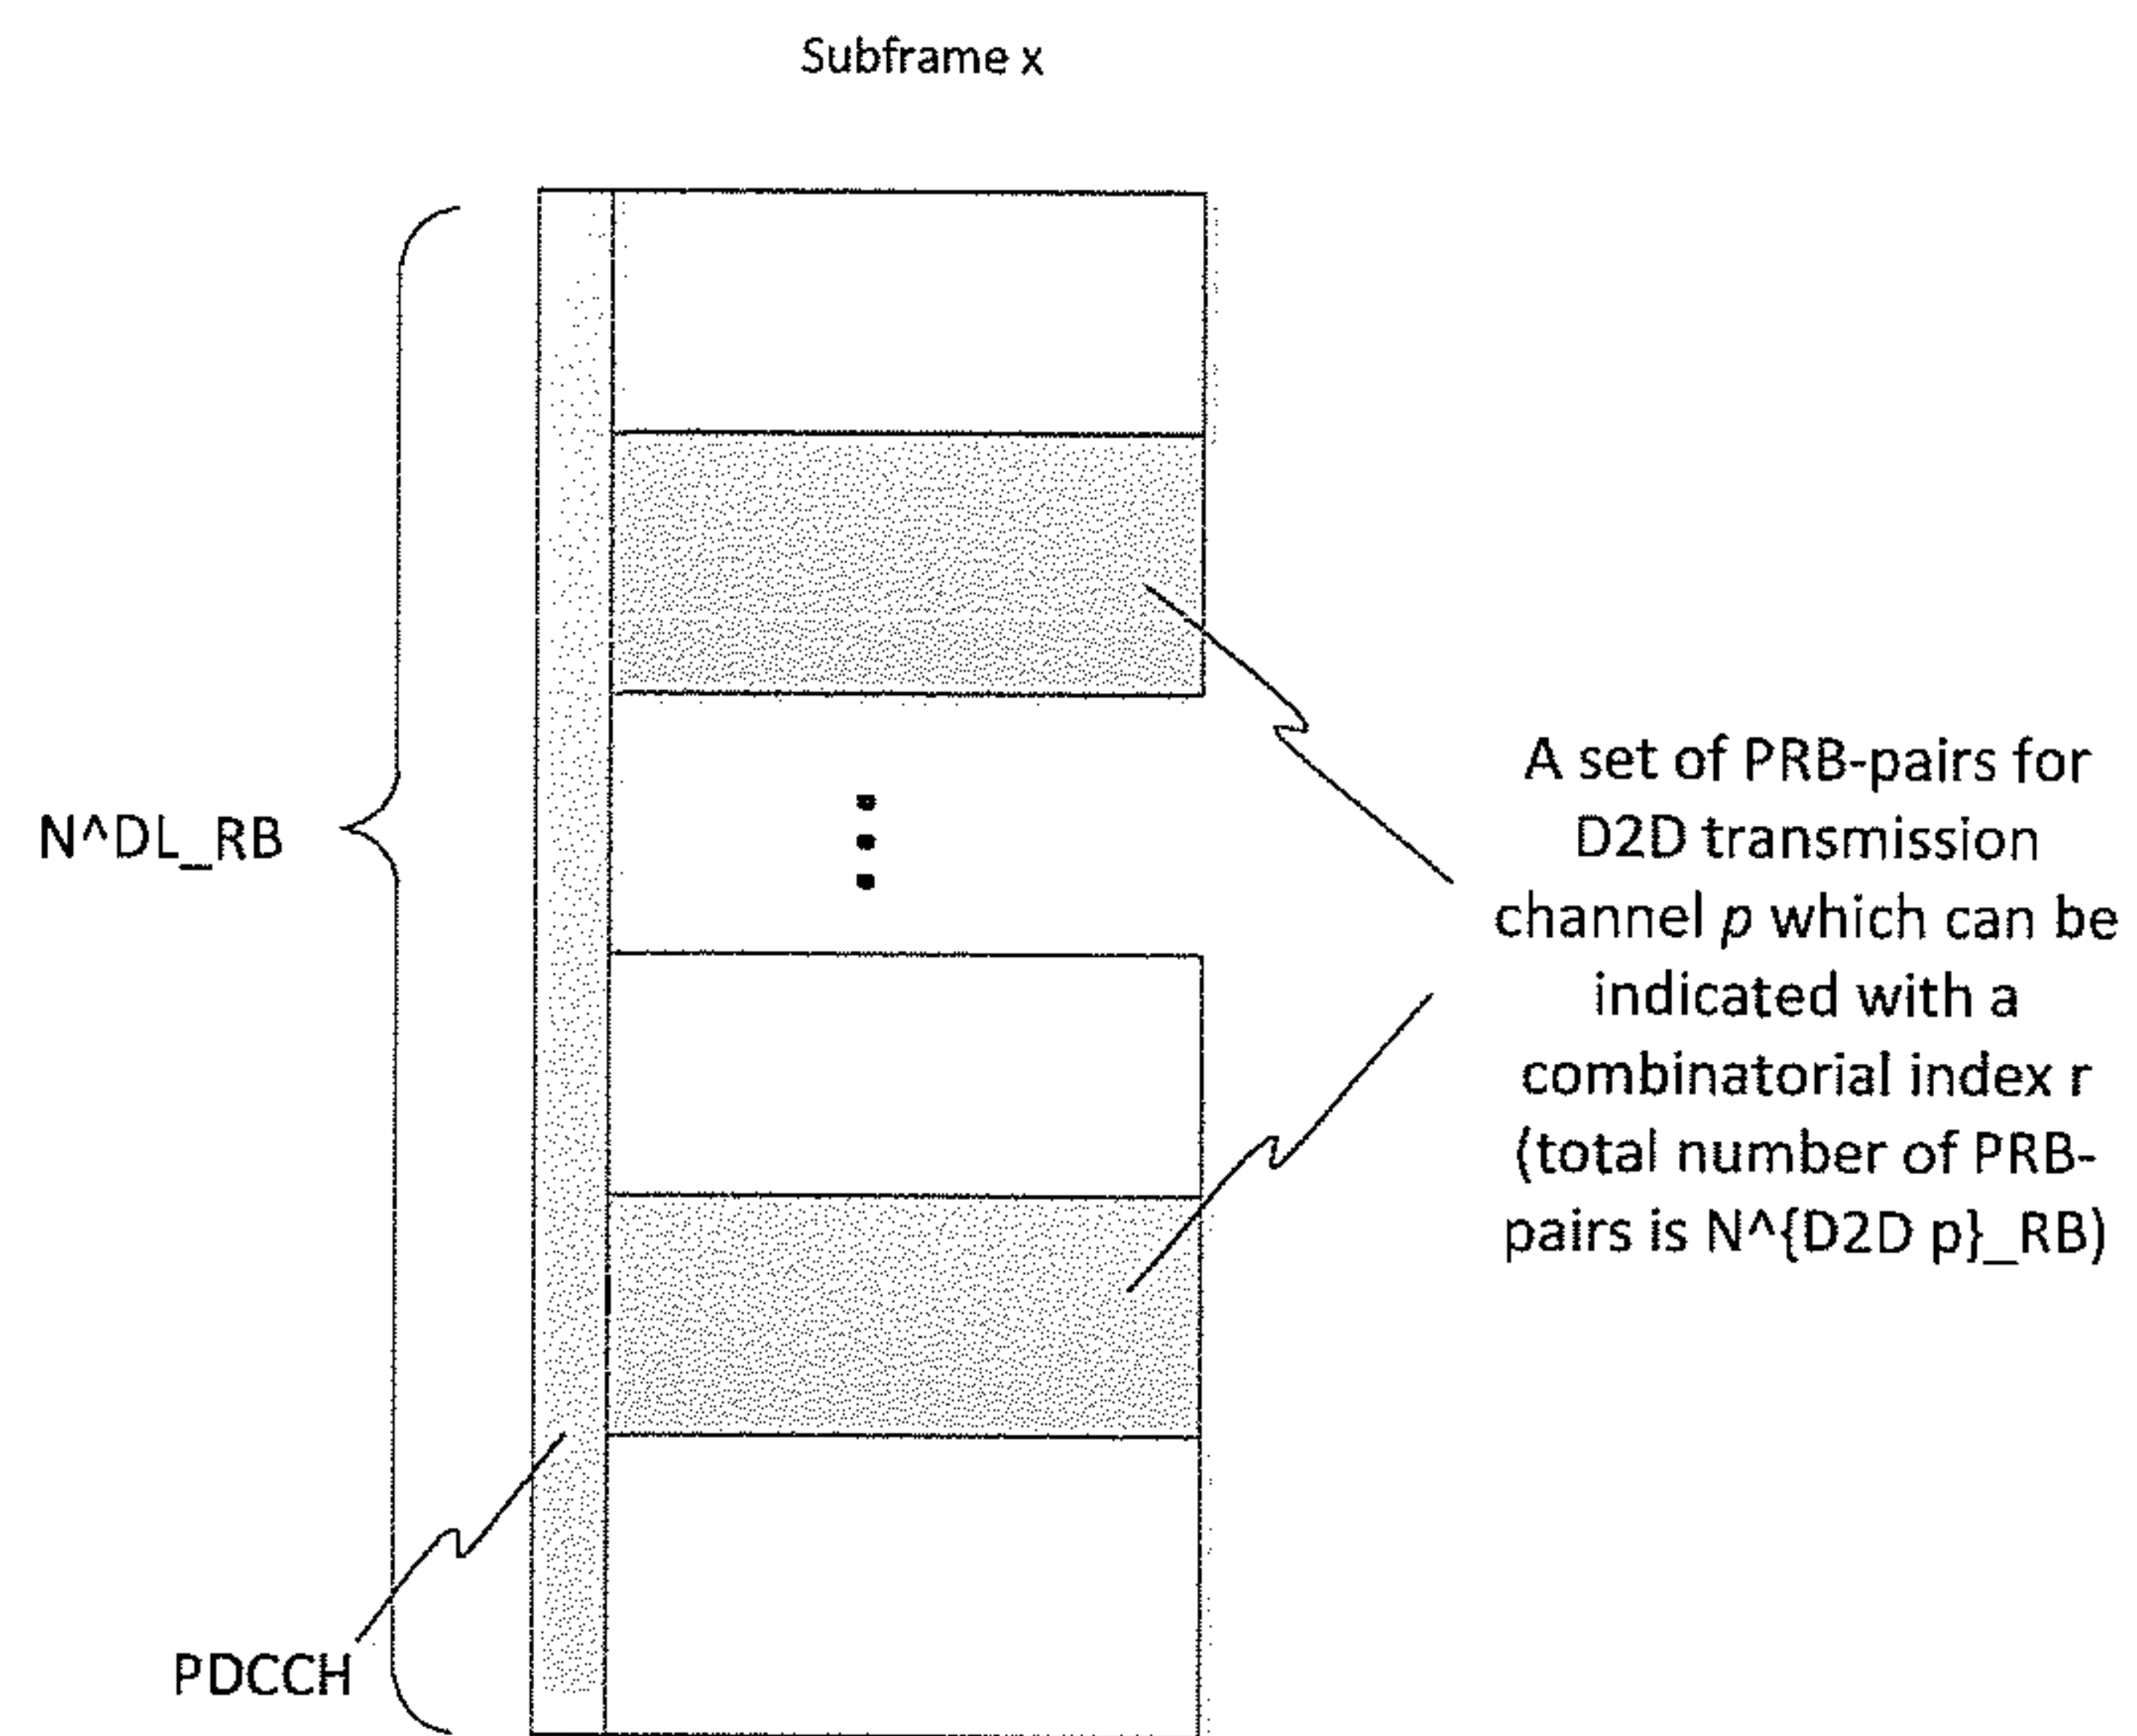 Subframe x
N^DL_RB
A set of PRB-pairs for
D2D transmission
channel p which can be
indicated with a
combinatorial index r
(total number of PRB-
pairs is N^{D2D p}_RB)
PDCCH